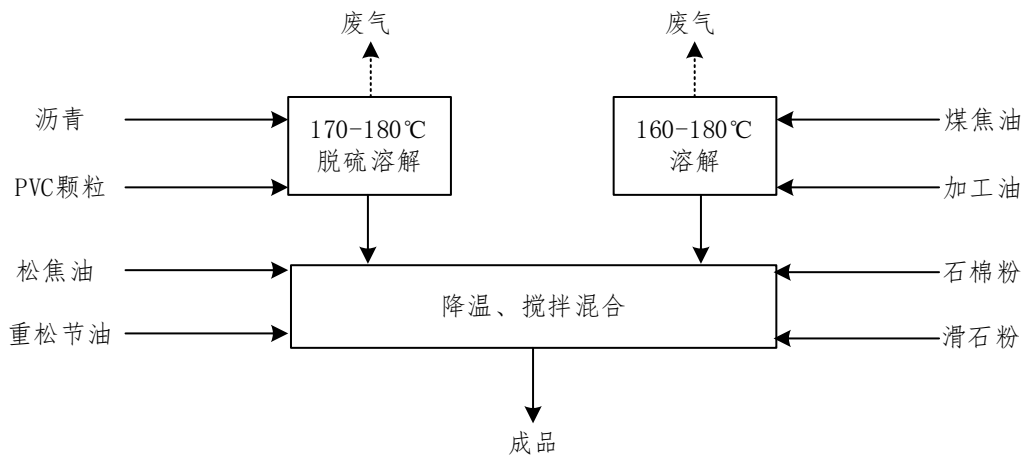 废气
废气
沥青
170-180℃
脱硫溶解
160-180℃
溶解
煤焦油
PVC颗粒
加工油
松焦油
石棉粉
降温、搅拌混合
重松节油
滑石粉
成品